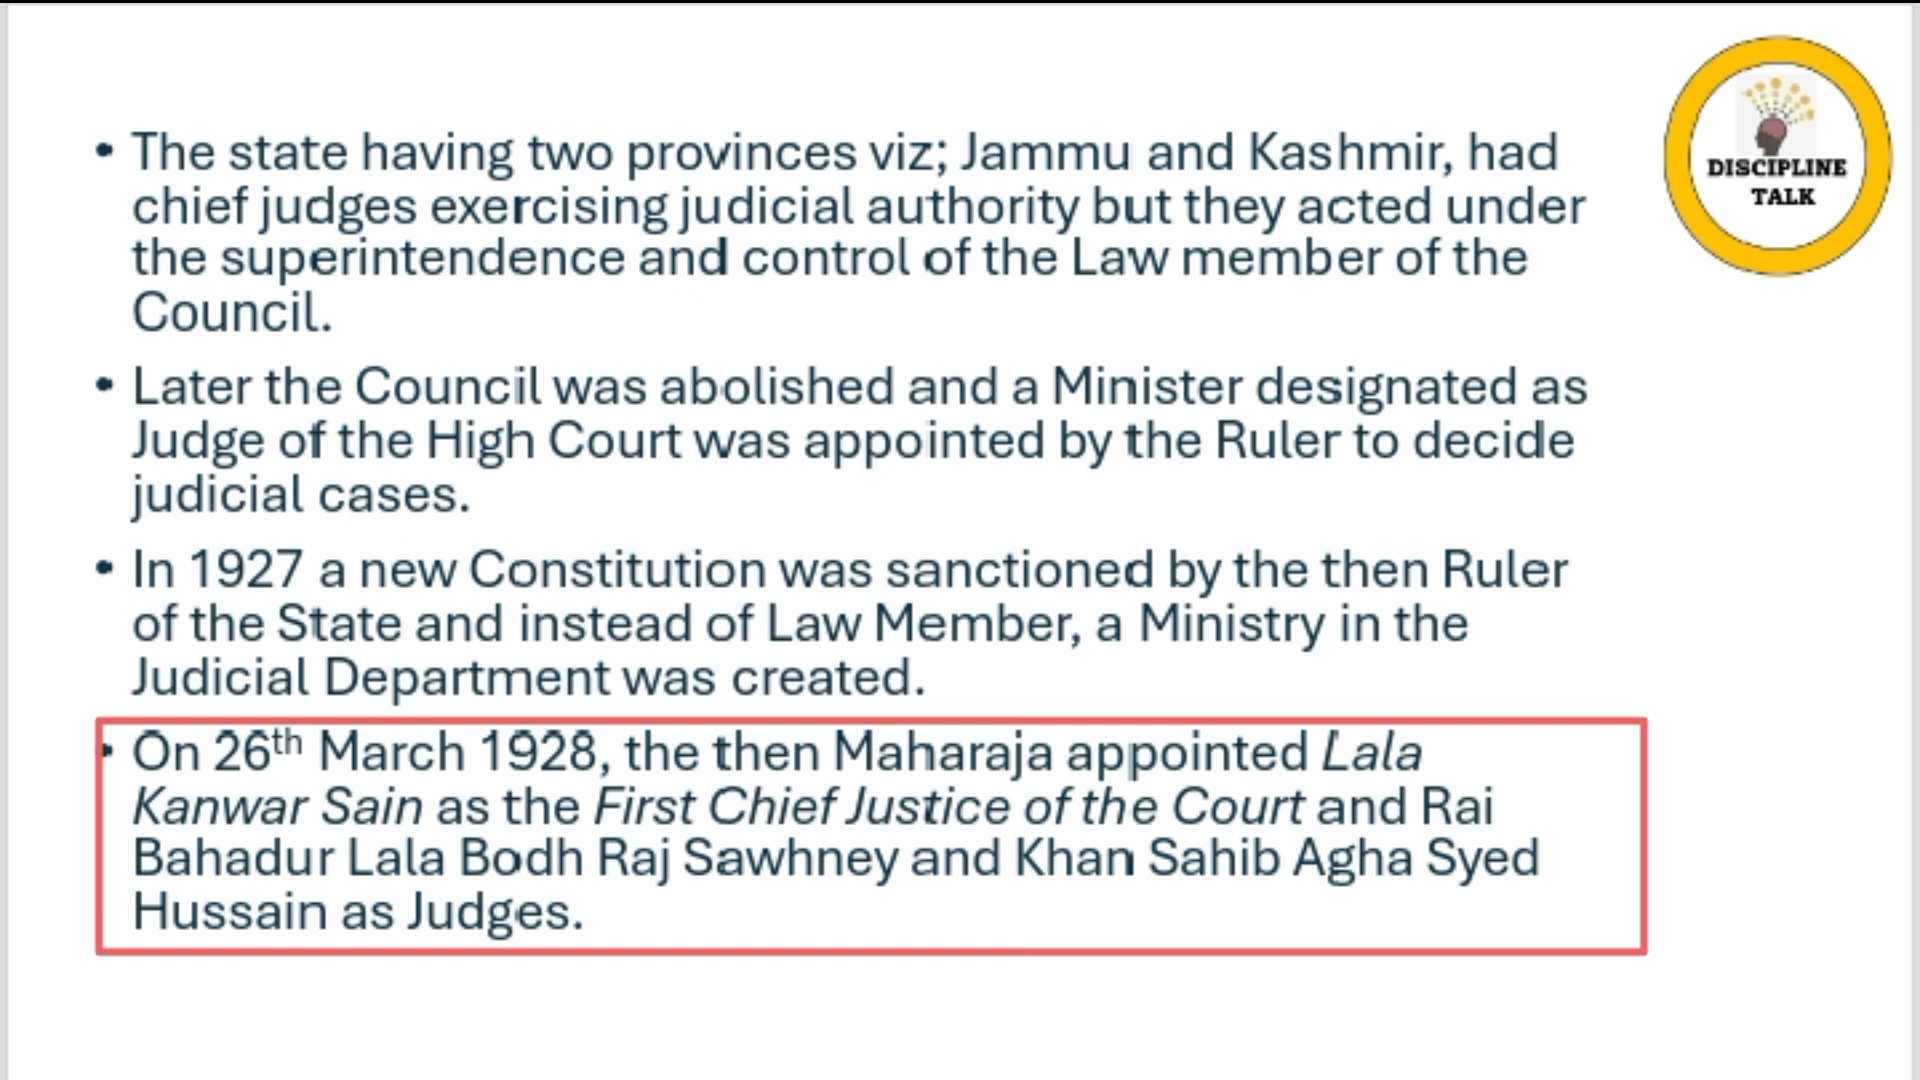 • The state having two provinces viz; Jammu and Kashmir, had
chief judges exercising judicial authority but they acted under
the superintendence and control of the Law member of the
Council.
• Later the Council was abolished and a Minister designated as
Judge of the High Court was appointed by the Ruler to decide
judicial cases.
• In 1927 a new Constitution was sanctioned by the then Ruler
of the State and instead of Law Member, a Ministry in the
Judicial Department was created.
• On 26th March 1928, the then Maharaja appointed Lala
Kanwar Sain as the First Chief Justice of the Court and Rai
Bahadur Lala Bodh Raj Sawhney and Khan Sahib Agha Syed
Hussain as Judges.
DISCIPLINE
TALK